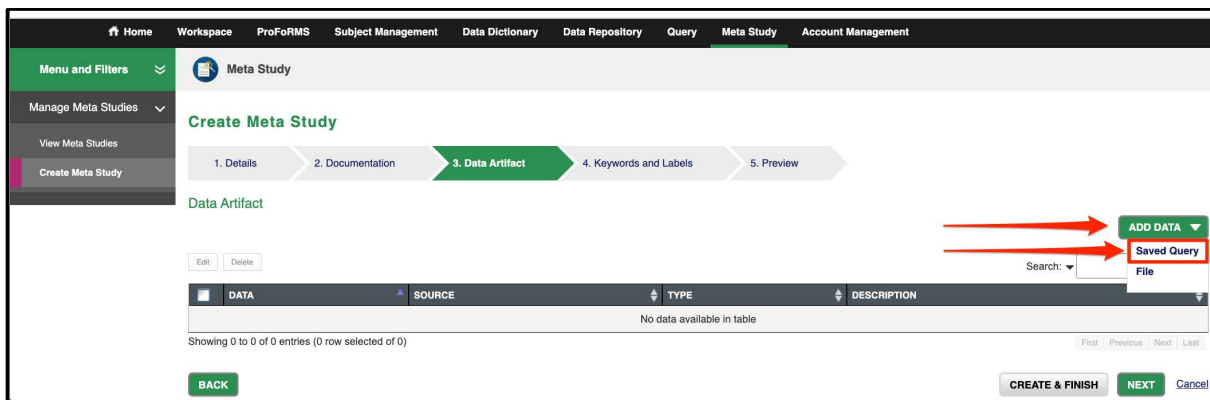 Home Workspace ProFoRMS Subject Management Data Dictionary Data Repository Query Meta Study Account Management
Menu and Filters
Meta Study
Manage Meta Studies
View Meta Studies
Create Meta Study
Create Meta Study
1. Details 2. Documentation 3. Data Artifact 4. Keywords and Labels 5. Preview
Data Artifact
ADD DATA
Saved Query
File
Edit Delete
Search:
DATA SOURCE TYPE DESCRIPTION
No data available in table
Showing 0 to 0 of 0 entries (0 row selected of 0)
First Previous Next Last
BACK CREATE & FINISH NEXT Cancel